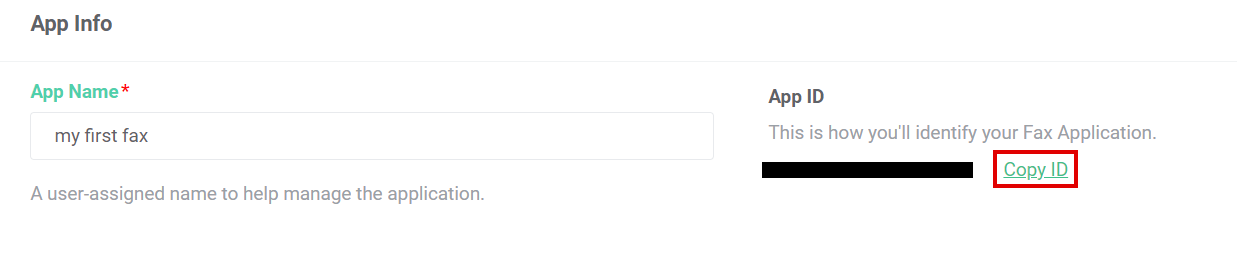 App Info
App Name*
my first fax
A user-assigned name to help manage the application.
App ID
This is how you'll identify your Fax Application.
Copy ID